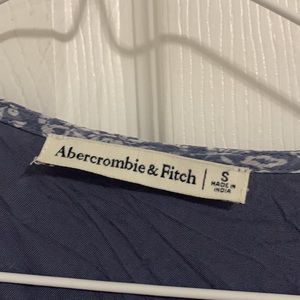 Abercrombie & Fitch
S
MADE IN
INDIA